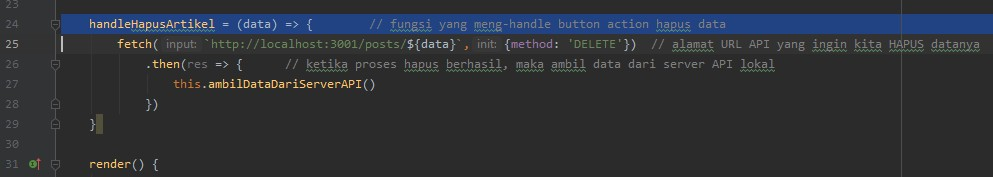 23
24 handleHapusArtikel = (data) => { // fungsi yang meng-handle button action hapus data
25 fetch( input: `http://localhost:3001/posts/${data}`, init: {method: 'DELETE'}) // alamat URL API yang ingin kita HAPUS datanya
26 .then(res => { // ketika proses hapus berhasil, maka ambil data dari server API lokal
27 this.ambilDataDariServerAPI()
28 })
29 }
30
31 render() {